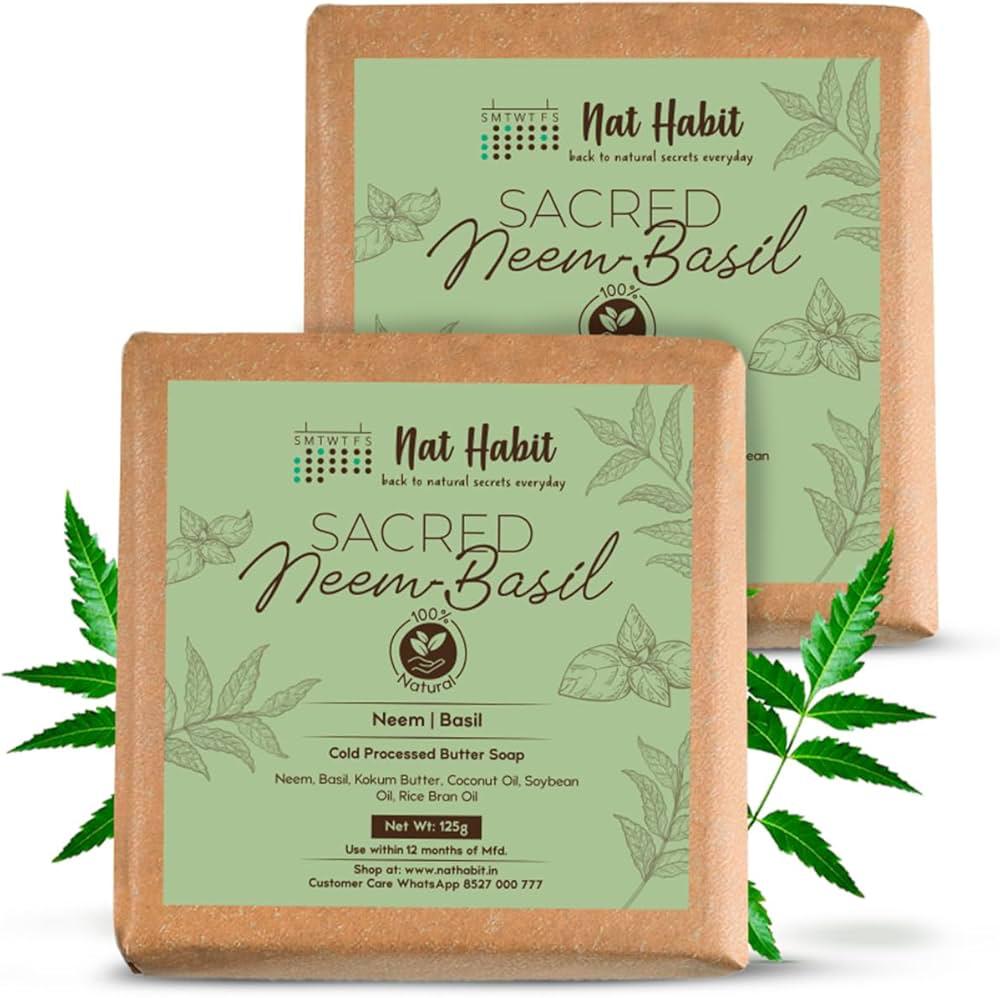 SMTWTFS
Nat Habit
back to natural secrets everyday
SACRED
Neem-Basil
100%
ean
SMTWTFS
Nat Habit
back to natural secrets everyday
SACRED
Neem-Basil
100%
Natural
Neem | Basil
Cold Processed Butter Soap
Neem, Basil, Kokum Butter, Coconut Oil, Soybean
Oil, Rice Bran Oil
Net Wt: 125g
Use within 12 months of Mfd.
Shop at: www.nathabit.in
Customer Care WhatsApp 8527 000 777